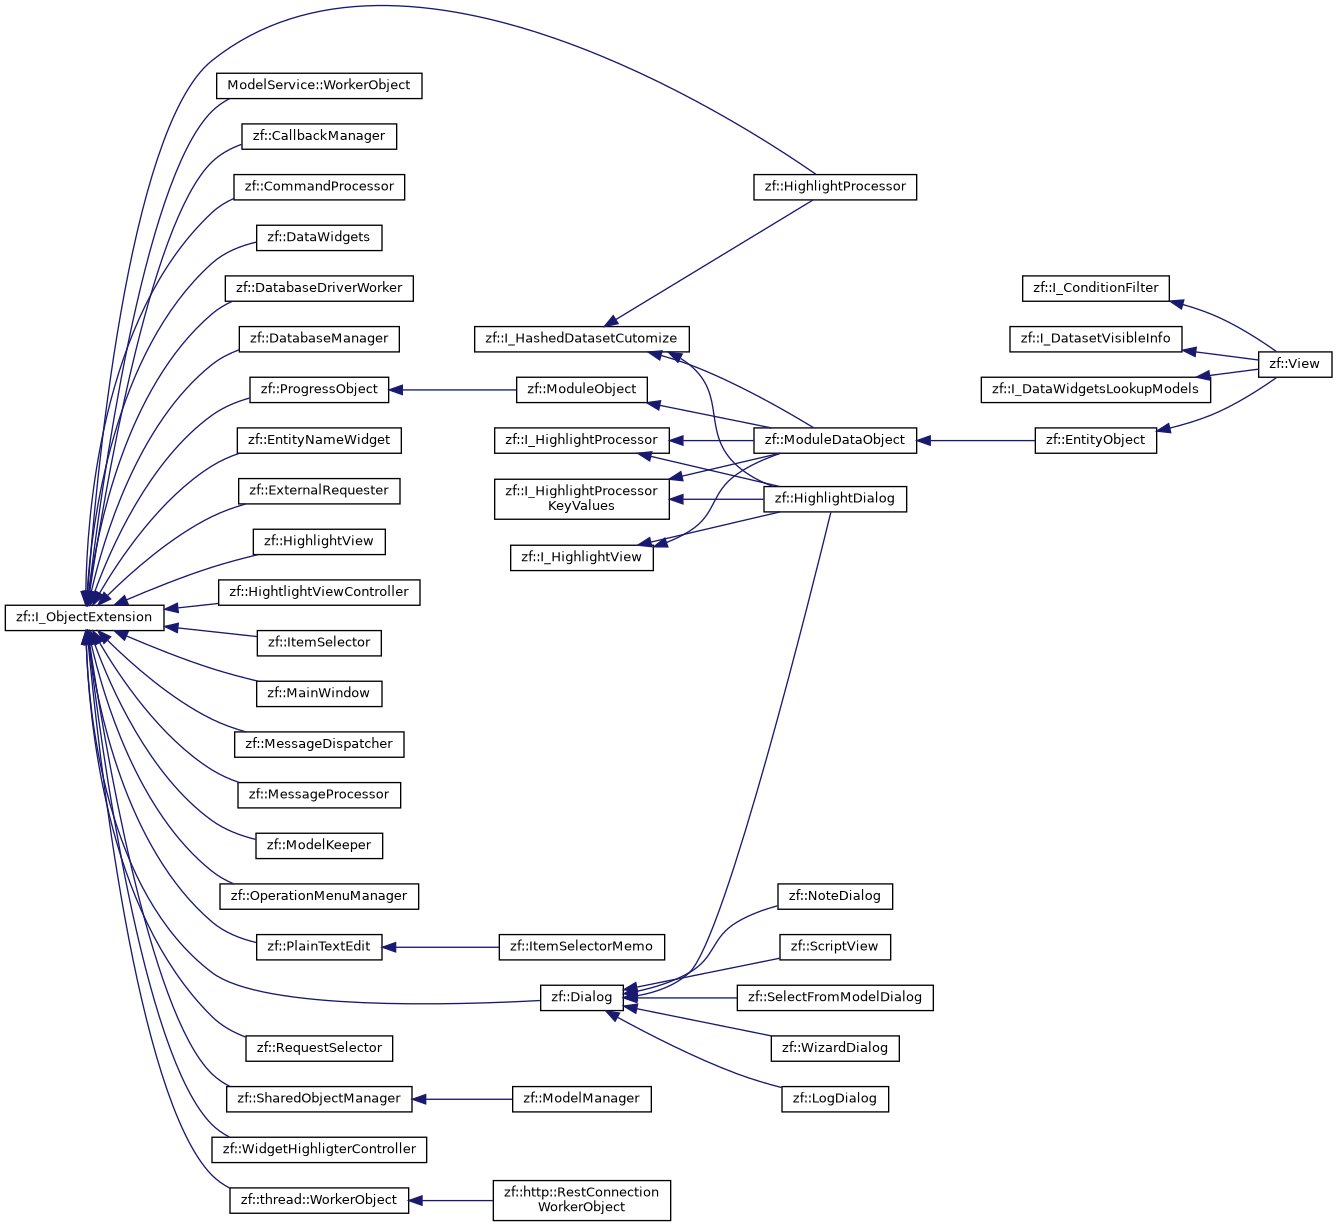 ModelService::WorkerObject
zf::CallbackManager
zf::CommandProcessor
zf::HighlightProcessor
zf::DataWidgets
zf::DatabaseDriverWorker
zf::I_ConditionFilter
zf::DatabaseManager
zf::I_HashedDatasetCutomize
zf::I_DatasetVisibleInfo
zf::View
zf::ProgressObject
zf::ModuleObject
zf::I_DataWidgetsLookupModels
zf::EntityNameWidget
zf::I_HighlightProcessor
zf::ModuleDataObject
zf::EntityObject
zf::ExternalRequester
zf::I_HighlightProcessor
KeyValues
zf::HighlightDialog
zf::HighlightView
zf::I_HighlightView
zf::HightlightViewController
zf::I_ObjectExtension
zf::ItemSelector
zf::MainWindow
zf::MessageDispatcher
zf::MessageProcessor
zf::ModelKeeper
zf::OperationMenuManager
zf::NoteDialog
zf::PlainTextEdit
zf::ItemSelectorMemo
zf::ScriptView
zf::Dialog
zf::SelectFromModelDialog
zf::RequestSelector
zf::WizardDialog
zf::SharedObjectManager
zf::ModelManager
zf::LogDialog
zf::WidgetHighligterController
zf::thread::WorkerObject
zf::http::RestConnection
WorkerObject